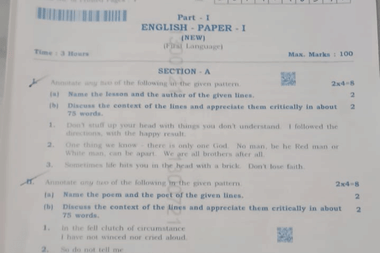 Part - I
ENGLISH - PAPER - I
(NEW)
(First Language)
Time : 3 Hours Max. Marks : 100
SECTION - A
I. Annotate any two of the following in the given pattern 2x4=8
(a) Name the lesson and the author of the given lines. 2
(b) Discuss the context of the lines and appreciate them critically in about 2
75 words.
1. Don't stuff up your head with things you don't understand. I followed the
directions, with the happy result.
2. One thing we know - there is only one God. No man, be he Red man or
White man, can be apart. We are all brothers after all.
3. Sometimes life hits you in the head with a brick. Don't lose faith.
II. Annotate any two of the following in the given pattern 2x4=8
(a) Name the poem and the poet of the given lines. 2
(b) Discuss the context of the lines and appreciate them critically in about 2
75 words.
1. In the fell clutch of circumstance
I have not winced nor cried aloud.
2. So do not tell me